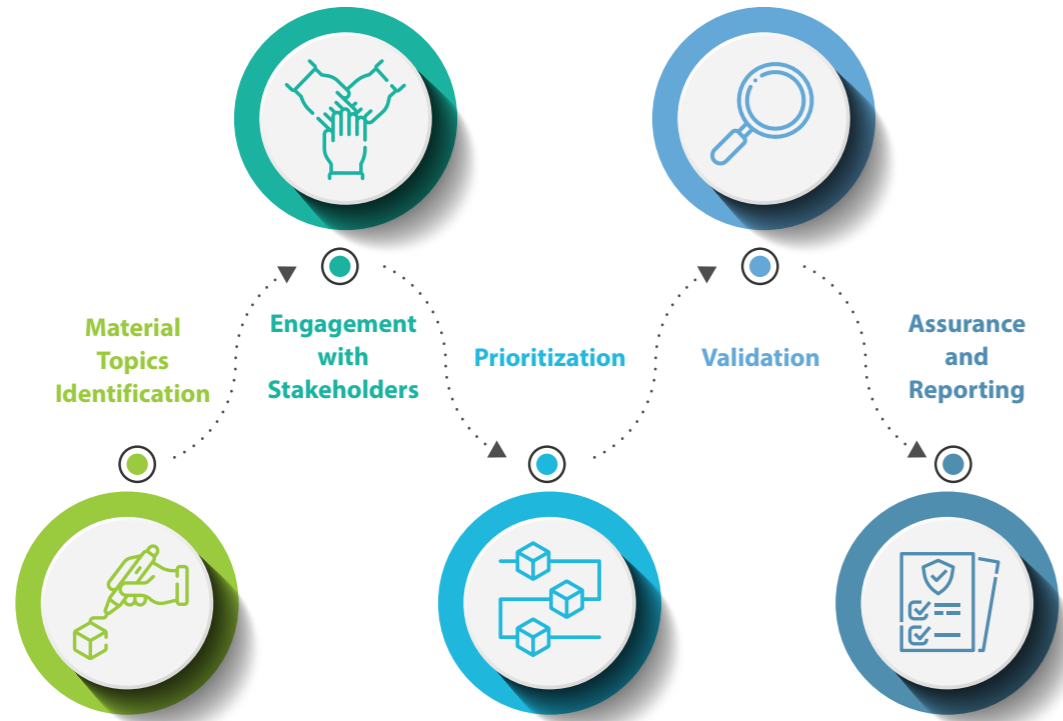 Material
Topics
Identification
Engagement
with
Stakeholders
Prioritization
Validation
Assurance
and
Reporting